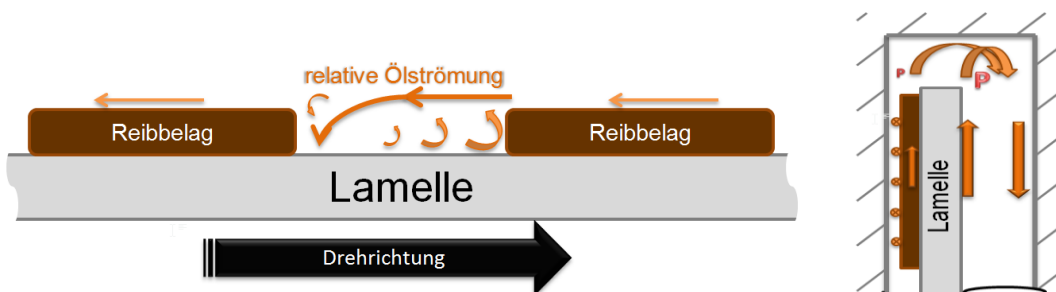 relative Ölströmung
Reibbelag
Reibbelag
Lamelle
Drehrichtung
P
P
Lamelle